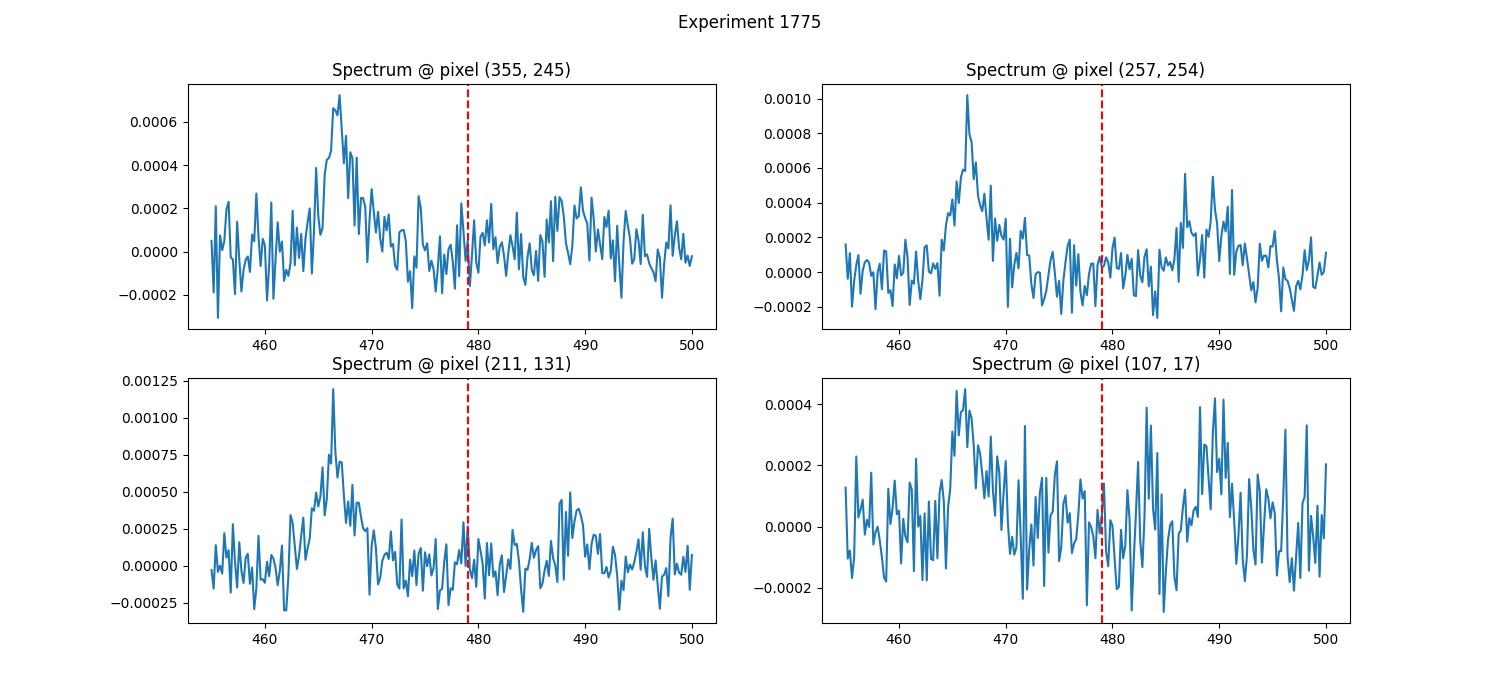 Experiment 1775
Spectrum @ pixel (355, 245)
0.0006
0.0004
0.0002
0.0000
−0.0002
460 470 480 490 500
Spectrum @ pixel (257, 254)
0.0010
0.0008
0.0006
0.0004
0.0002
0.0000
−0.0002
460 470 480 490 500
Spectrum @ pixel (211, 131)
0.00125
0.00100
0.00075
0.00050
0.00025
0.00000
−0.00025
460 470 480 490 500
Spectrum @ pixel (107, 17)
0.0004
0.0002
0.0000
−0.0002
460 470 480 490 500